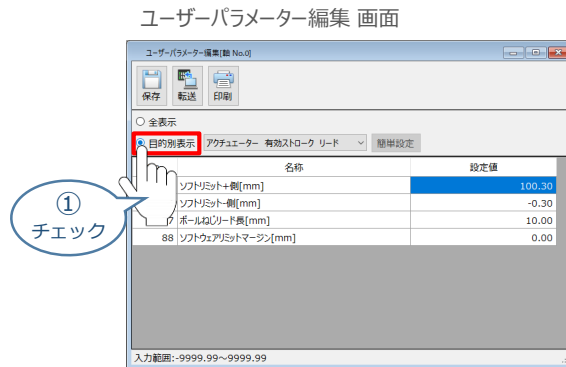 ユーザーパラメーター編集 画面
ユーザーパラメーター編集[軸 No.0]
保存 転送 印刷
全表示
目的別表示 アクチュエーター 有効ストローク リード 簡単設定
名称 設定値
ソフトリミット+側[mm] 100.30
ソフトリミット-側[mm] -0.30
7 ボールねじリード長[mm] 10.00
88 ソフトウェアリミットマージン[mm] 0.00
①
チェック
入力範囲:-9999.99～9999.99